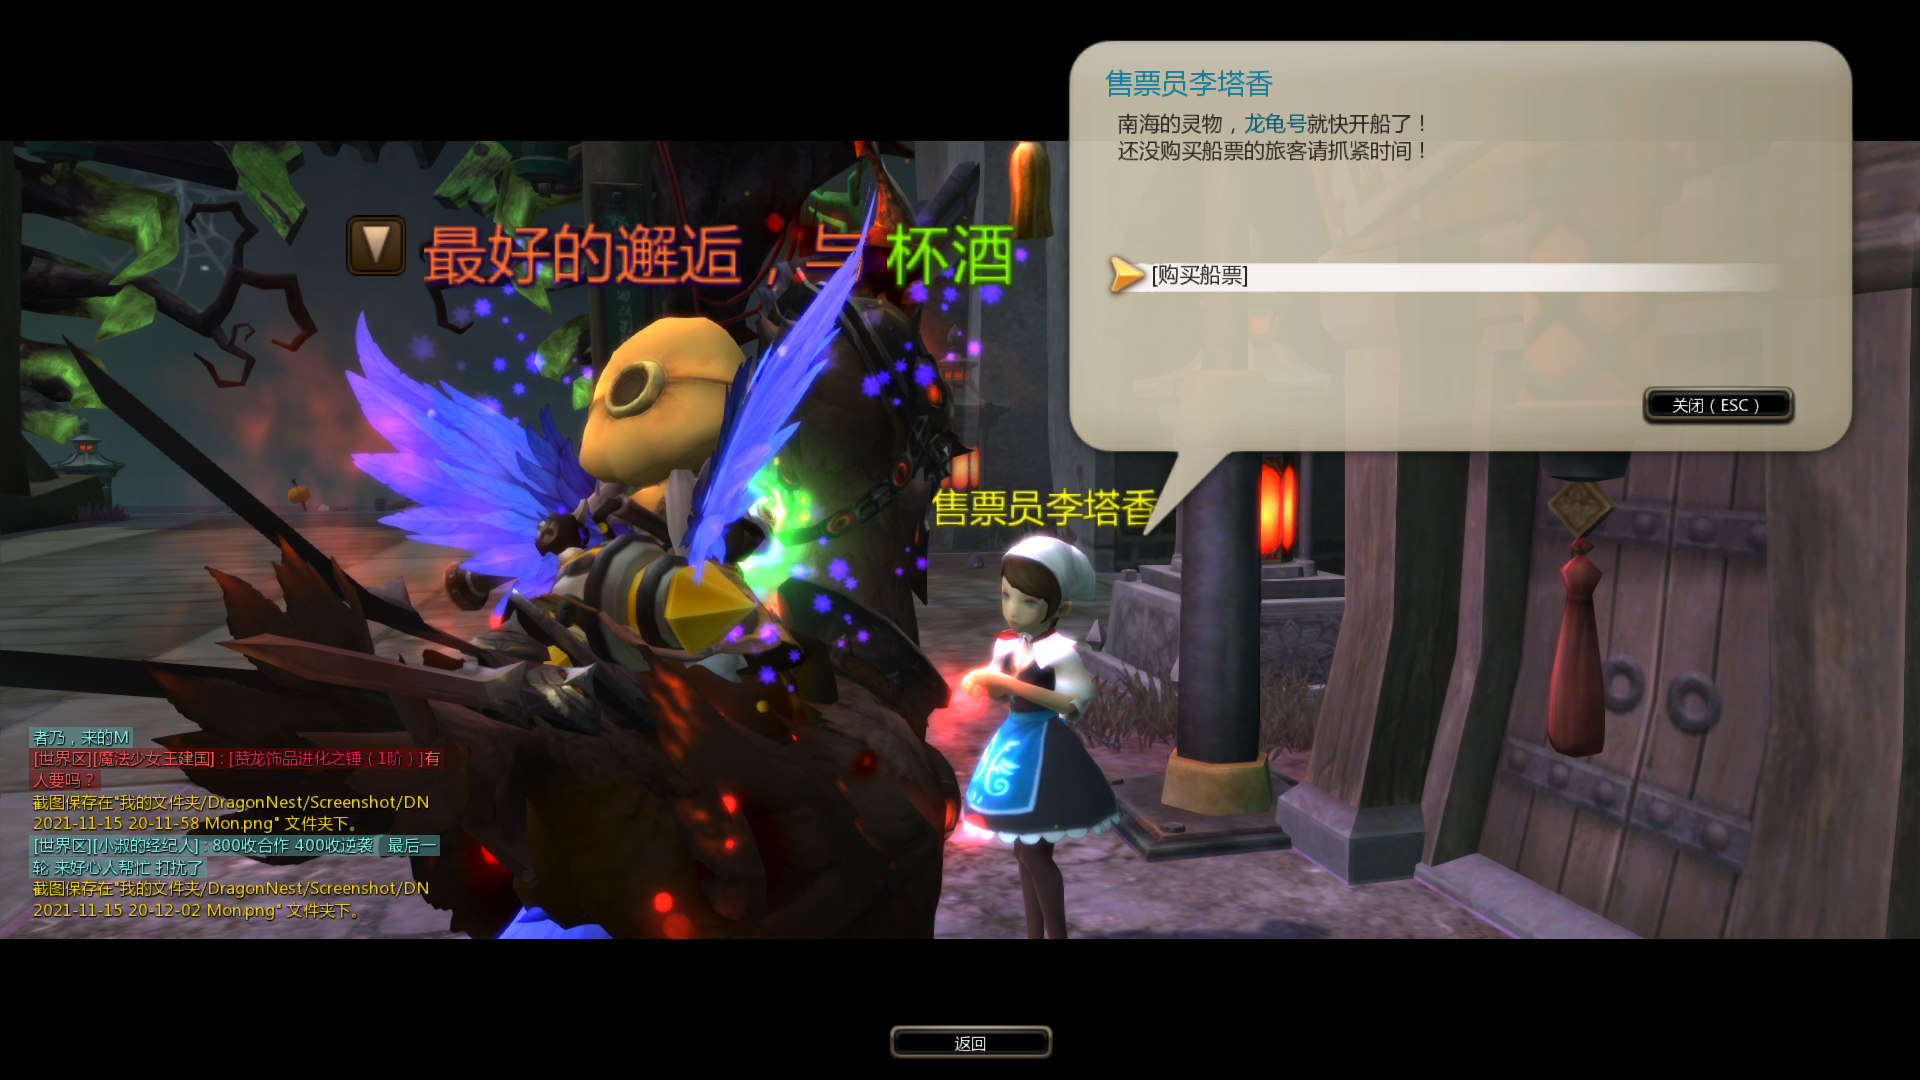 售票员李塔香
南海的灵物，龙龟号就快开船了！
还没购买船票的旅客请抓紧时间！
[购买船票]
关闭（ESC）
最好的邂逅，与 杯酒
售票员李塔香
者乃，来的M
[世界区][魔法少女王建国]：[赞龙饰品进化之锤（1阶）]有
人要吗？
截图保存在"我的文件夹/DragonNest/Screenshot/DN
2021-11-15 20-11-58 Mon.png" 文件夹下。
[世界区][小淑的经纪人]：800收合作 400收逆袭   最后一
轮 来好心人帮忙 打扰了
截图保存在"我的文件夹/DragonNest/Screenshot/DN
2021-11-15 20-12-02 Mon.png" 文件夹下。
返回